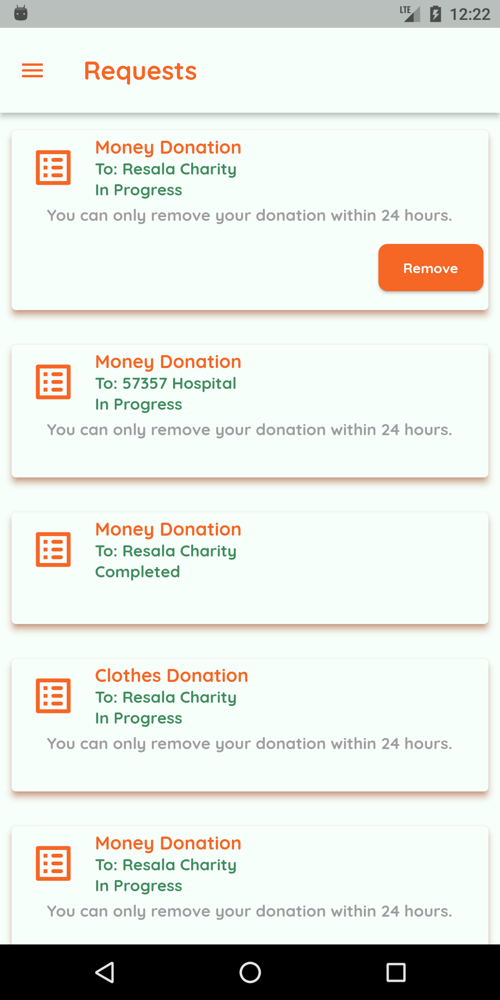 LTE 12:22
Requests
Money Donation
To: Resala Charity
In Progress
You can only remove your donation within 24 hours.
Remove
Money Donation
To: 57357 Hospital
In Progress
You can only remove your donation within 24 hours.
Money Donation
To: Resala Charity
Completed
Clothes Donation
To: Resala Charity
In Progress
You can only remove your donation within 24 hours.
Money Donation
To: Resala Charity
In Progress
You can only remove your donation within 24 hours.